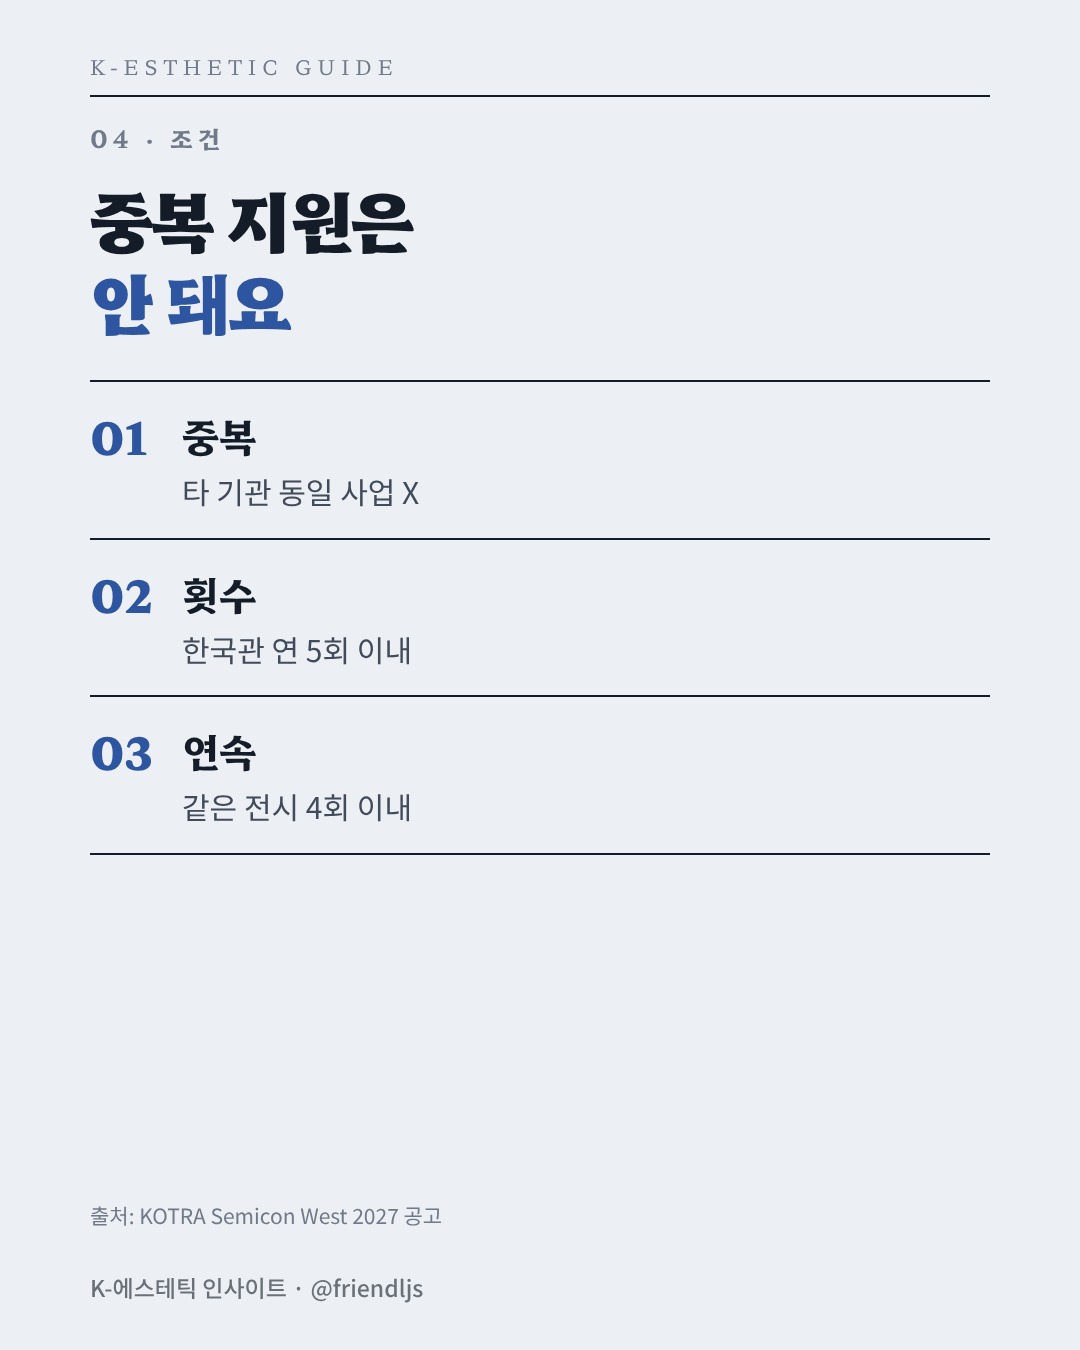 K-ESTHETIC GUIDE
04 · 조건
중복 지원은
안 돼요
01 중복
타 기관 동일 사업 X
02 횟수
한국관 연 5회 이내
03 연속
같은 전시 4회 이내
출처: KOTRA Semicon West 2027 공고
K-에스테틱 인사이트 · @friendljs